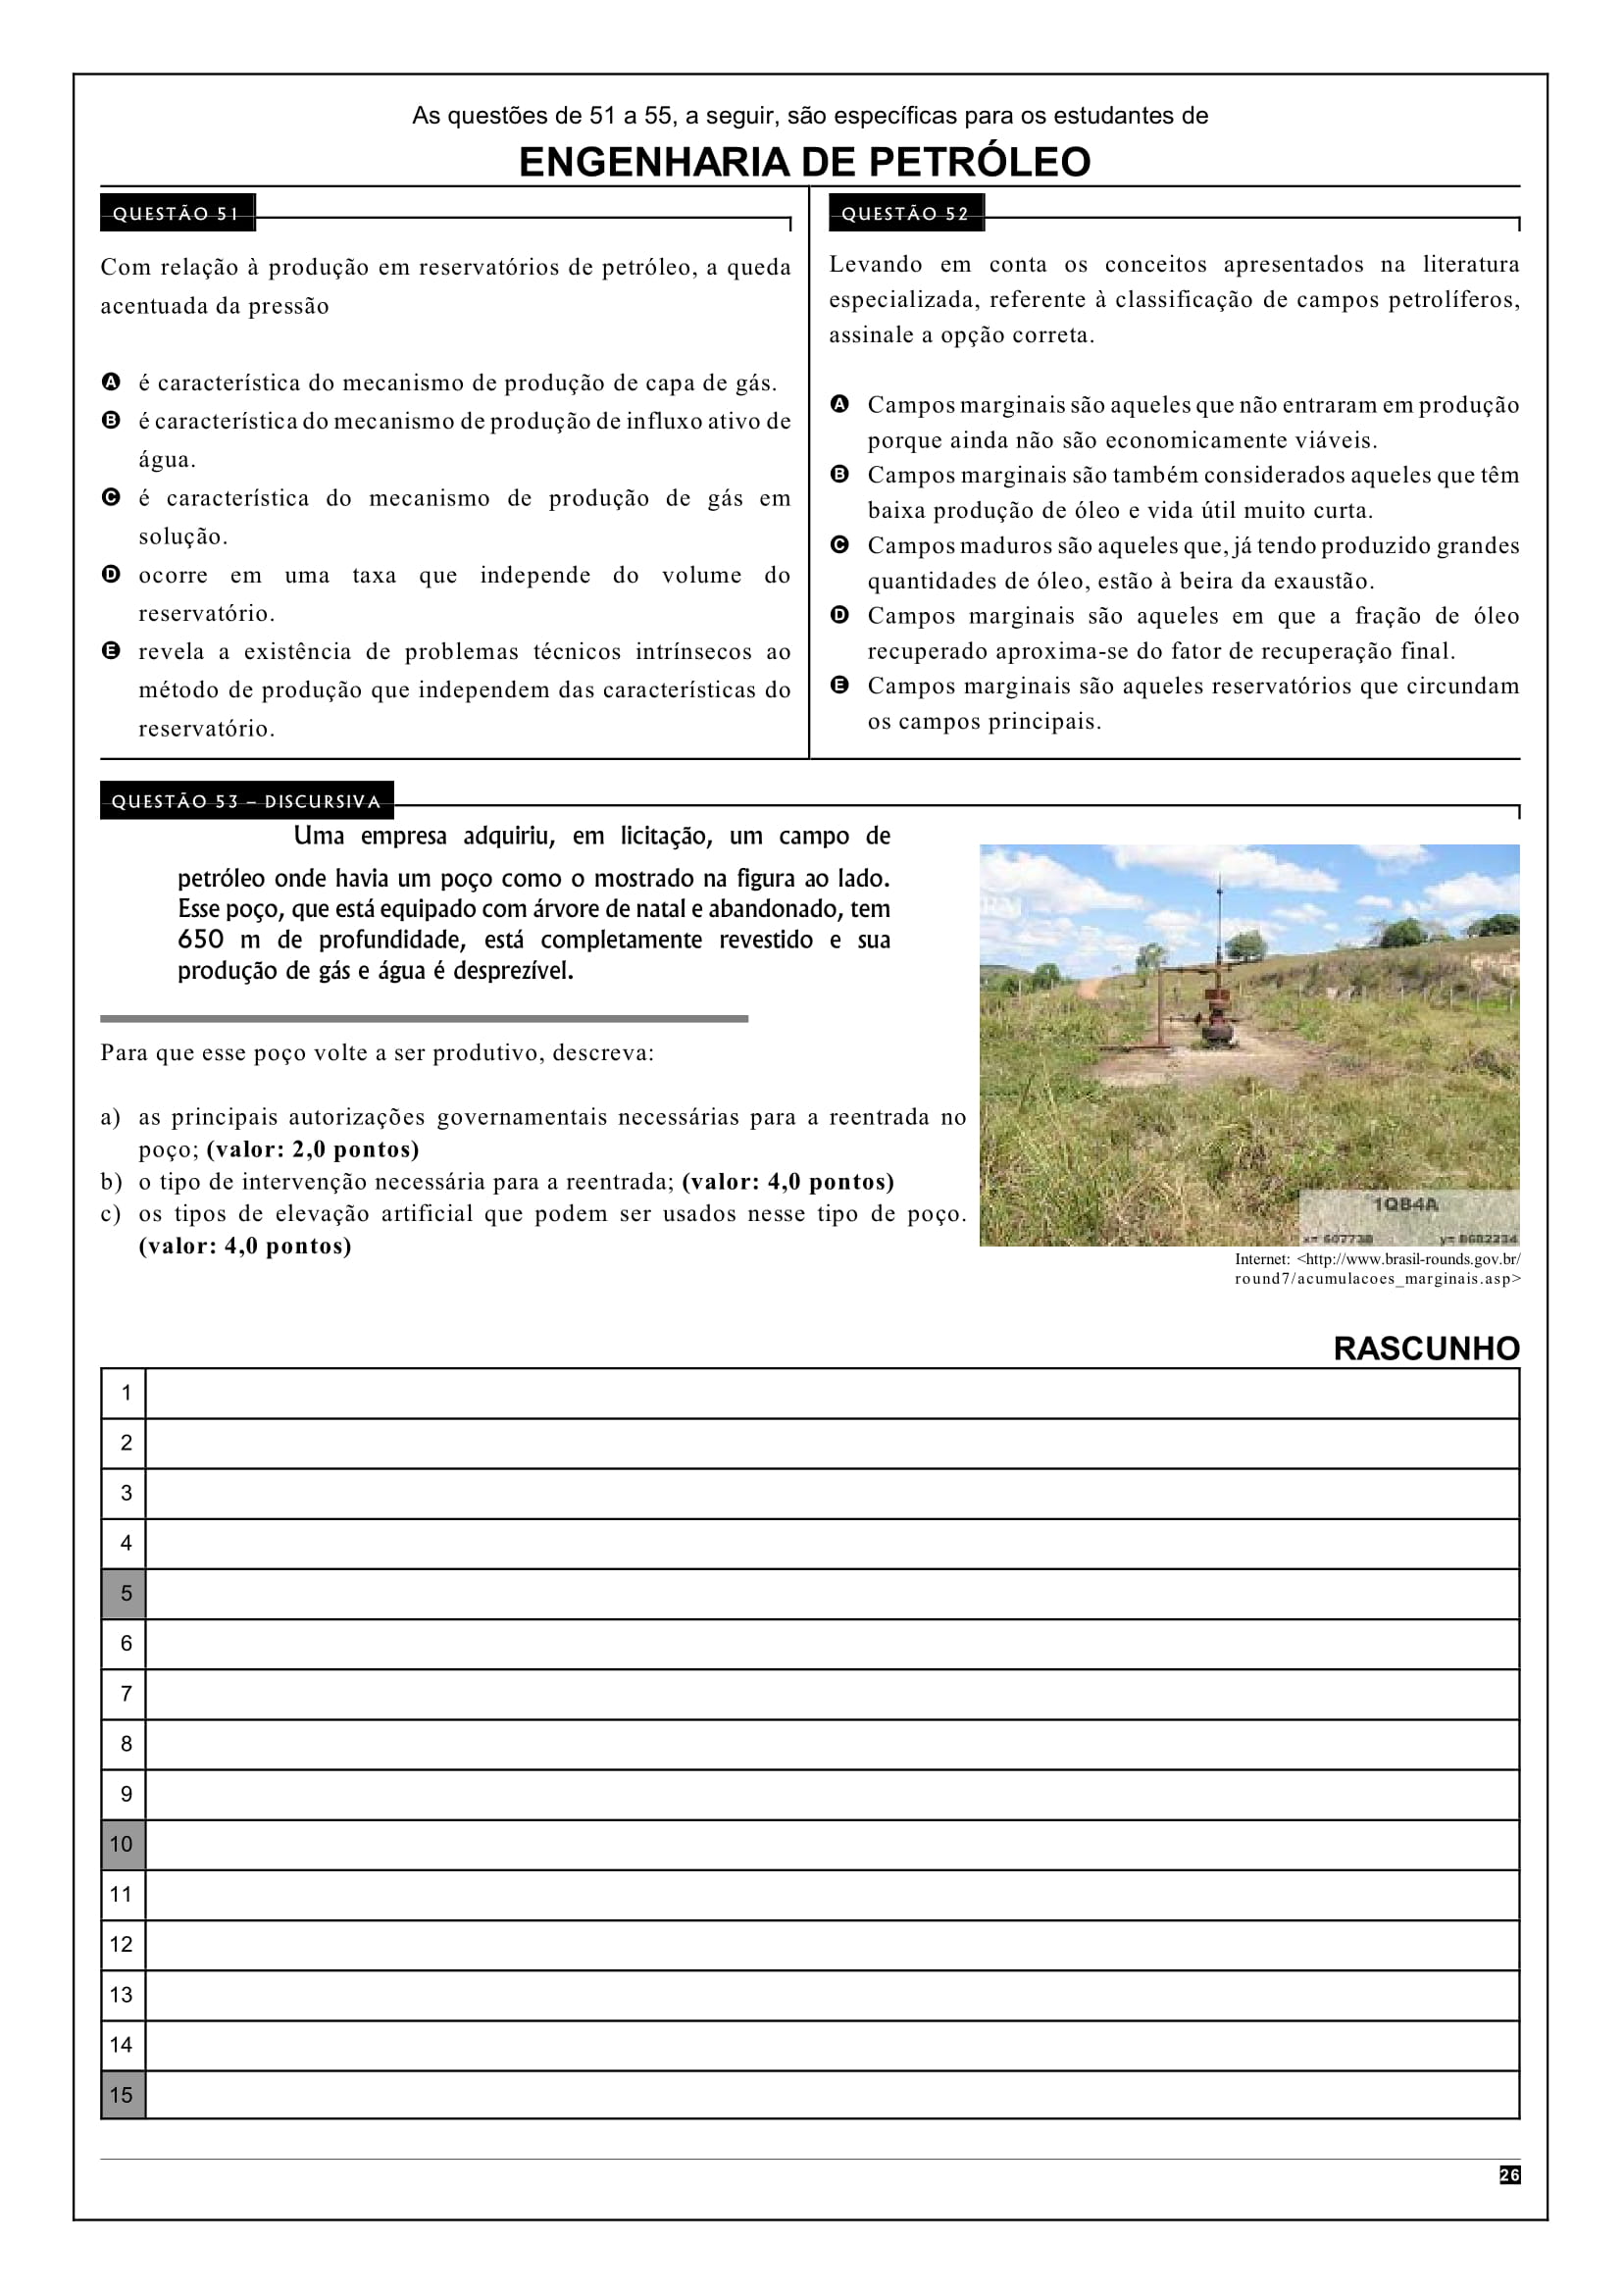 As questões de 51 a 55, a seguir, são específicas para os estudantes de
ENGENHARIA DE PETRÓLEO
QUESTÃO 51
Com relação à produção em reservatórios de petróleo, a queda
acentuada da pressão
A é característica do mecanismo de produção de capa de gás.
B é característica do mecanismo de produção de influxo ativo de
água.
C é característica do mecanismo de produção de gás em
solução.
D ocorre em uma taxa que independe do volume do
reservatório.
E revela a existência de problemas técnicos intrínsecos ao
método de produção que independem das características do
reservatório.
QUESTÃO 52
Levando em conta os conceitos apresentados na literatura
especializada, referente à classificação de campos petrolíferos,
assinale a opção correta.
A Campos marginais são aqueles que não entraram em produção
porque ainda não são economicamente viáveis.
B Campos marginais são também considerados aqueles que têm
baixa produção de óleo e vida útil muito curta.
C Campos maduros são aqueles que, já tendo produzido grandes
quantidades de óleo, estão à beira da exaustão.
D Campos marginais são aqueles em que a fração de óleo
recuperado aproxima-se do fator de recuperação final.
E Campos marginais são aqueles reservatórios que circundam
os campos principais.
QUESTÃO 53 – DISCURSIVA
Uma empresa adquiriu, em licitação, um campo de
petróleo onde havia um poço como o mostrado na figura ao lado.
Esse poço, que está equipado com árvore de natal e abandonado, tem
650 m de profundidade, está completamente revestido e sua
produção de gás e água é desprezível.
Para que esse poço volte a ser produtivo, descreva:
a) as principais autorizações governamentais necessárias para a reentrada no
poço; (valor: 2,0 pontos)
b) o tipo de intervenção necessária para a reentrada; (valor: 4,0 pontos)
c) os tipos de elevação artificial que podem ser usados nesse tipo de poço.
(valor: 4,0 pontos)
1QB4A
x= 607738 y= 8682234
Internet: <http://www.brasil-rounds.gov.br/
round7/acumulacoes_marginais.asp>
RASCUNHO
1
2
3
4
5
6
7
8
9
10
11
12
13
14
15
26